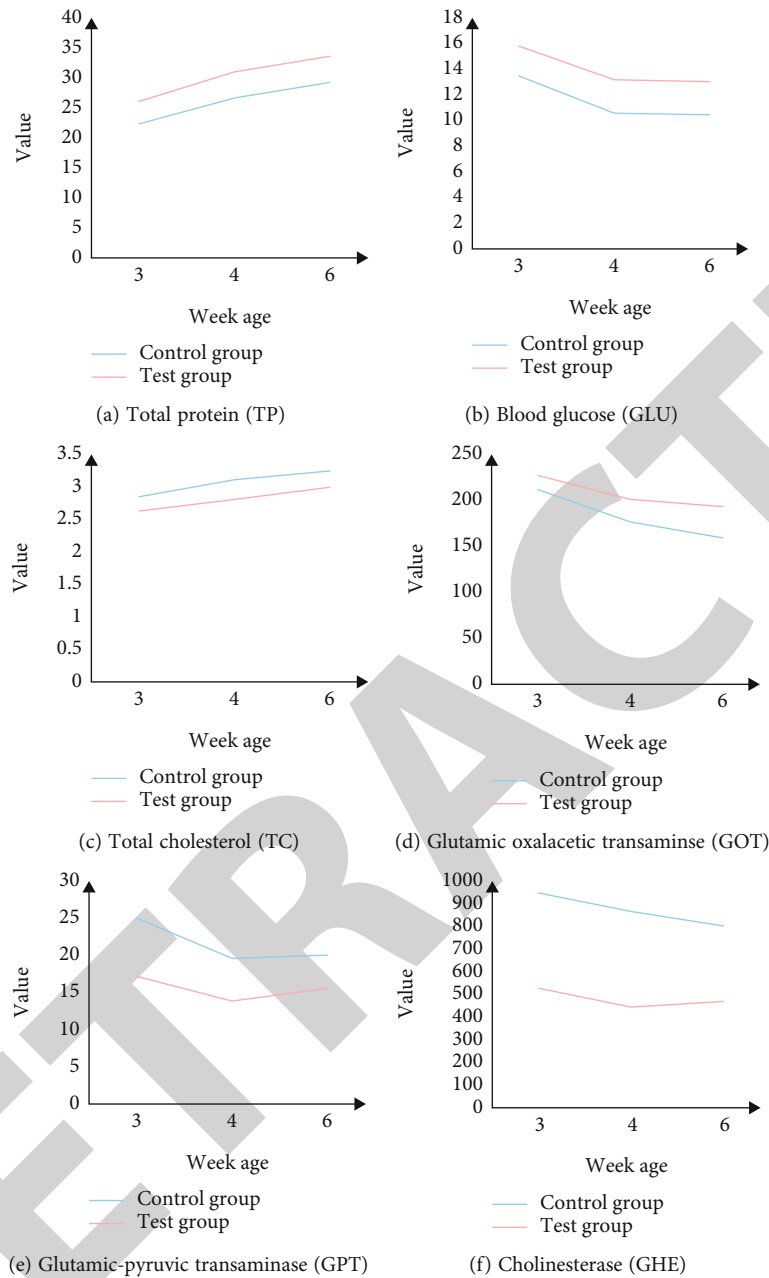 40
35
30
25
20
15
10
5
0
Value
3 4 6
Week age
Control group
Test group
(a) Total protein (TP)
18
16
14
12
10
8
6
4
2
0
Value
3 4 6
Week age
Control group
Test group
(b) Blood glucose (GLU)
3.5
3
2.5
2
1.5
1
0.5
0
Value
3 4 6
Week age
Control group
Test group
(c) Total cholesterol (TC)
250
200
150
100
50
0
Value
3 4 6
Week age
Control group
Test group
(d) Glutamic oxalacetic transaminse (GOT)
30
25
20
15
10
5
0
Value
3 4 6
Week age
Control group
Test group
(e) Glutamic-pyruvic transaminase (GPT)
1000
900
800
700
600
500
400
300
200
100
0
Value
3 4 6
Week age
Control group
Test group
(f) Cholinesterase (GHE)
ETRACT